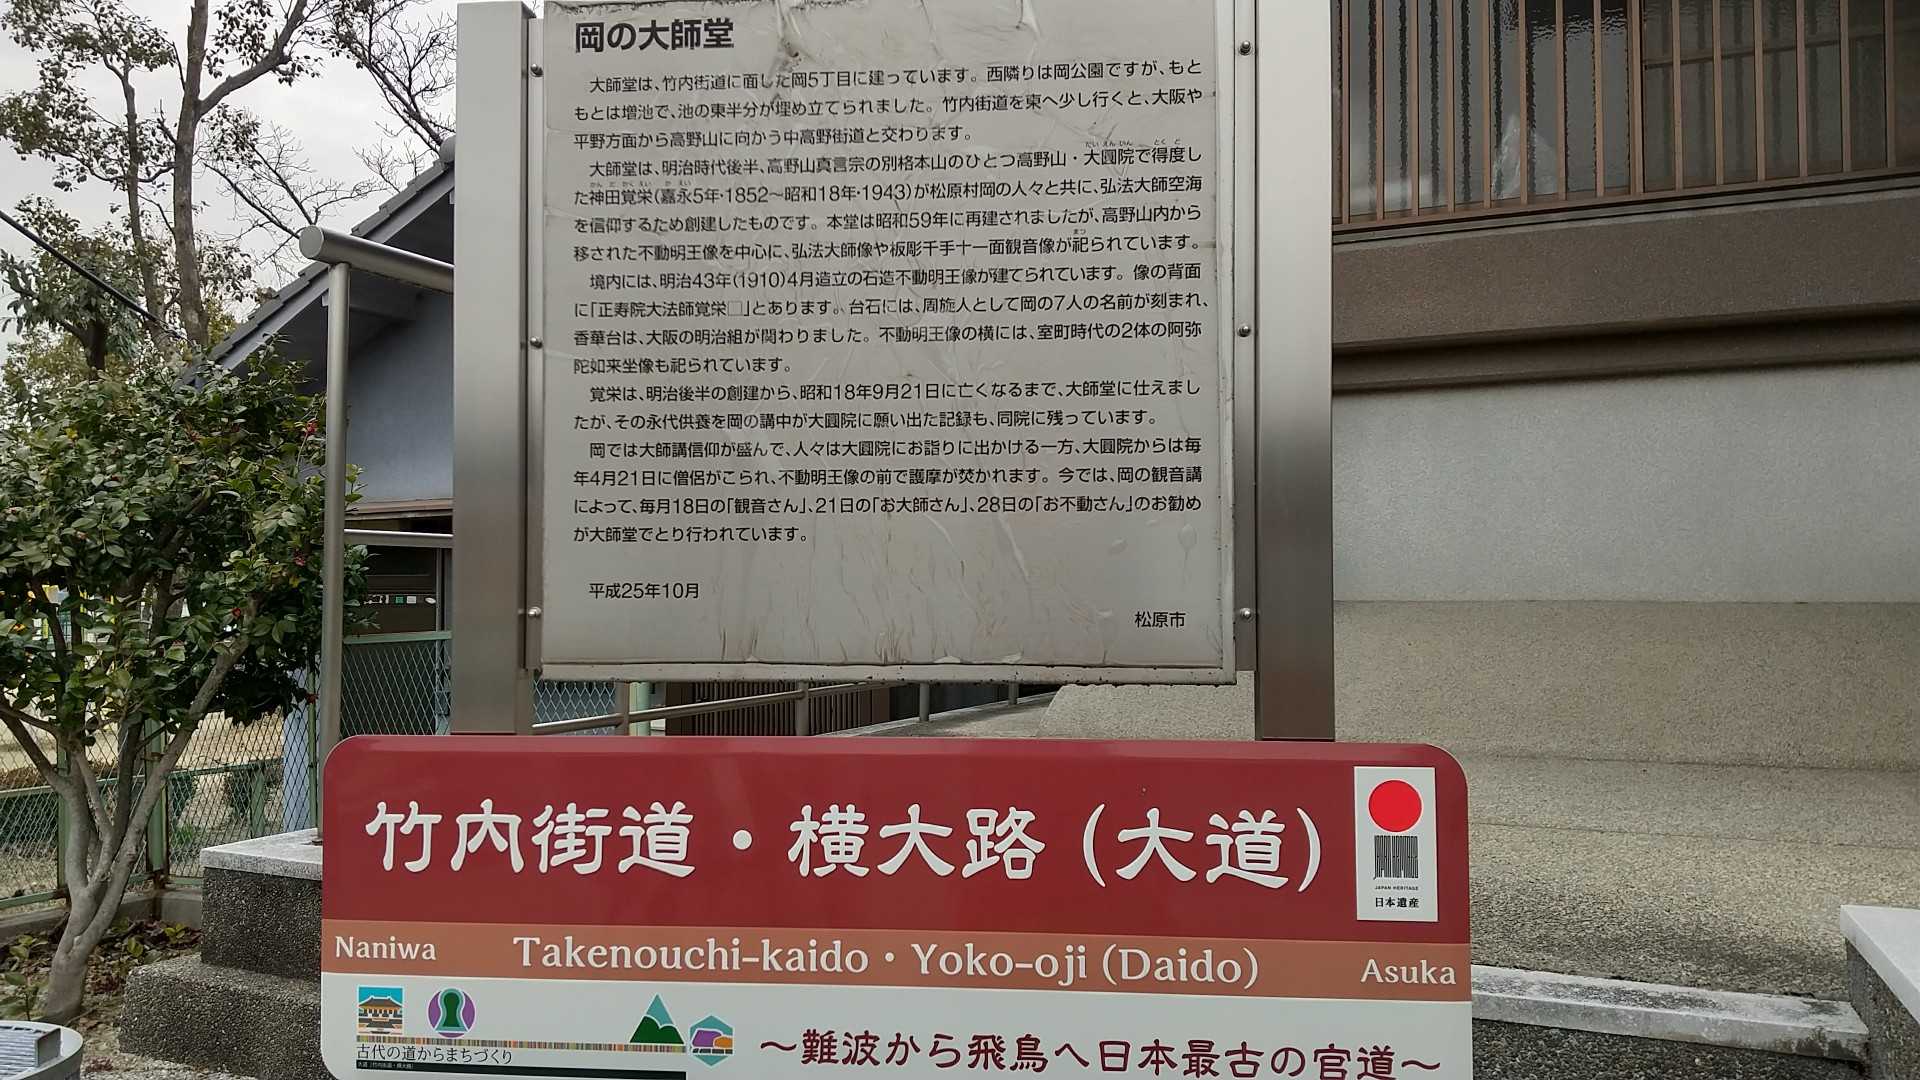 岡の大師堂
大師堂は、竹内街道に面した岡5丁目に建っています。西隣りは岡公園ですが、もと
もとは増池で、池の東半分が埋め立てられました。竹内街道を東へ少し行くと、大阪や
平野方面から高野山に向かう中高野街道と交わります。
大師堂は、明治時代後半、高野山真言宗の別格本山のひとつ高野山・大圓院で得度し
た神田覚栄(嘉永5年・1852～昭和18年・1943)が松原村岡の人々と共に、弘法大師空海
を信仰するため創建したものです。本堂は昭和59年に再建されましたが、高野山内から
移された不動明王像を中心に、弘法大師像や板彫千手十一面観音像が祀られています。
境内には、明治43年(1910)4月造立の石造不動明王像が建てられています。像の背面
に「正寿院大法師覚栄□」とあります。台石には、周施人として岡の7人の名前が刻まれ、
香華台は、大阪の明治組が関わりました。不動明王像の横には、室町時代の2体の阿弥
陀如来坐像も祀られています。
覚栄は、明治後半の創建から、昭和18年9月21日に亡くなるまで、大師堂に仕えまし
たが、その永代供養を岡の講中が大圓院に願い出た記録も、同院に残っています。
岡では大師講信仰が盛んで、人々は大圓院にお詣りに出かける一方、大圓院からは毎
年4月21日に僧侶がこられ、不動明王像の前で護摩が焚かれます。今では、岡の観音講
によって、毎月18日の「観音さん」、21日の「お大師さん」、28日の「お不動さん」のお勧め
が大師堂でとり行われています。
平成25年10月
松原市
竹内街道・横大路(大道)
JAPAN HERITAGE
日本遺産
Naniwa Takenouchi-kaido・Yoko-oji (Daido) Asuka
古代の道からまちづくり
大道(竹内街道・横大路)
～難波から飛鳥へ日本最古の官道～